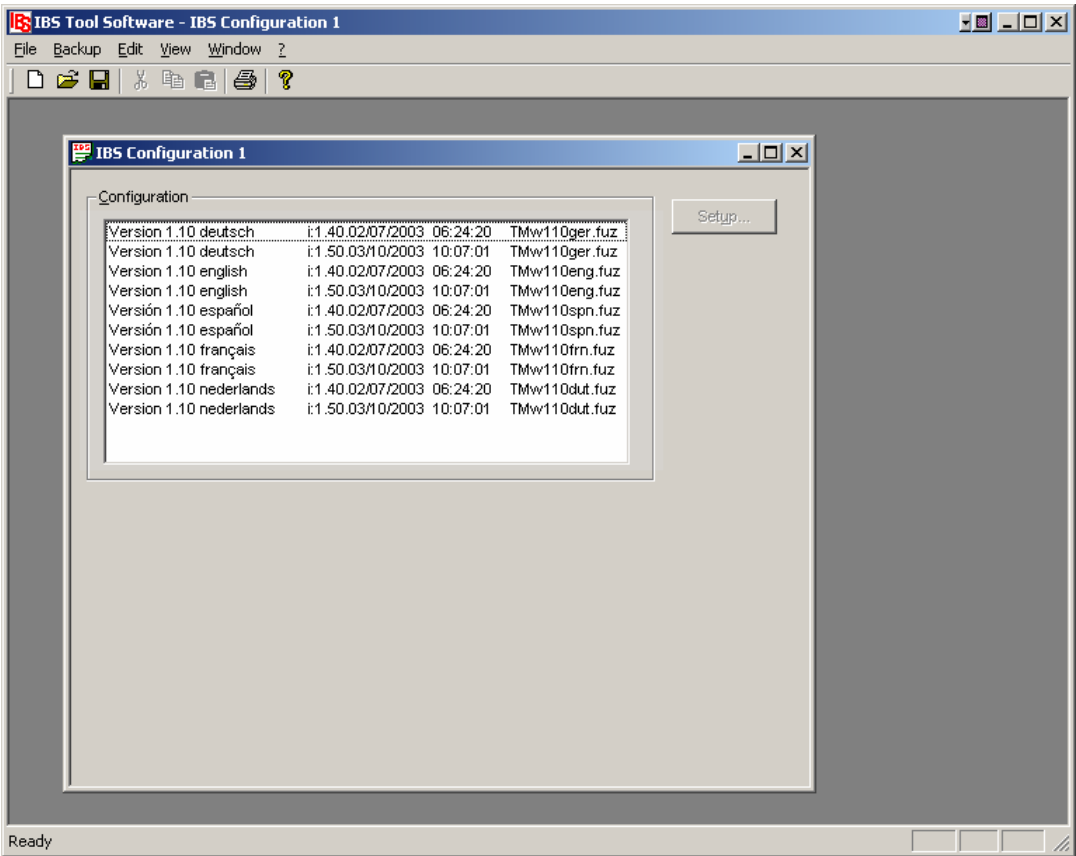 IBS Tool Software - IBS Configuration 1
File Backup Edit View Window ?
IBS Configuration 1
Configuration
Setup...
Version 1.10 deutsch i:1.40.02/07/2003 06:24:20 TMw110ger.fuz
Version 1.10 deutsch i:1.50.03/10/2003 10:07:01 TMw110ger.fuz
Version 1.10 english i:1.40.02/07/2003 06:24:20 TMw110eng.fuz
Version 1.10 english i:1.50.03/10/2003 10:07:01 TMw110eng.fuz
Versión 1.10 español i:1.40.02/07/2003 06:24:20 TMw110spn.fuz
Versión 1.10 español i:1.50.03/10/2003 10:07:01 TMw110spn.fuz
Version 1.10 français i:1.40.02/07/2003 06:24:20 TMw110frn.fuz
Version 1.10 français i:1.50.03/10/2003 10:07:01 TMw110frn.fuz
Version 1.10 nederlands i:1.40.02/07/2003 06:24:20 TMw110dut.fuz
Version 1.10 nederlands i:1.50.03/10/2003 10:07:01 TMw110dut.fuz
Ready